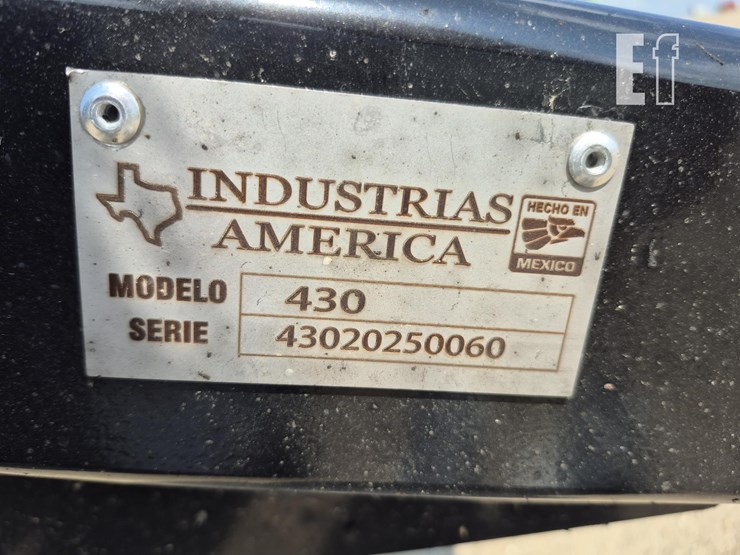 Ef
INDUSTRIAS
AMERICA
HECHO EN
MEXICO
MODELO 430
SERIE 43020250060